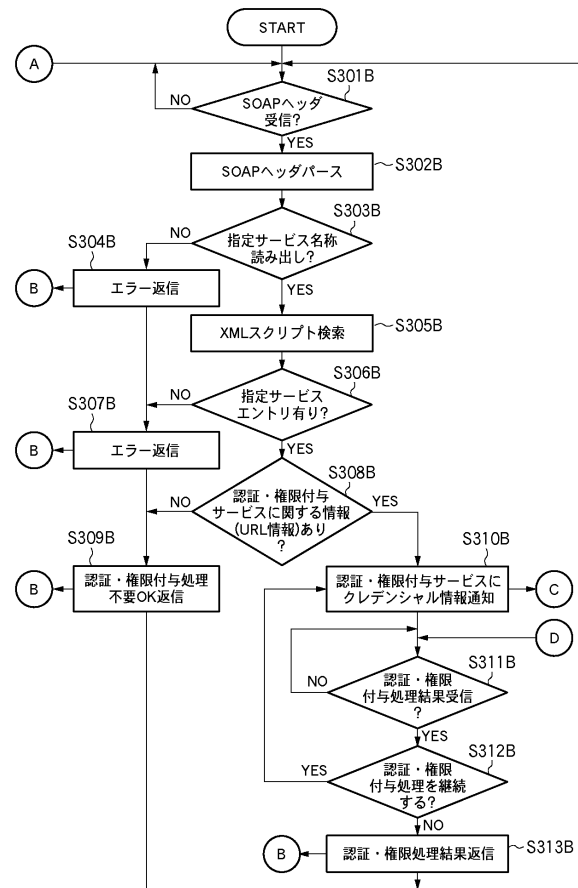 START
A
S301B
NO
SOAPヘッダ
受信?
YES
SOAPヘッダパース
S302B
S303B
NO
指定サービス名称
読み出し?
S304B
B
エラー返信
YES
XMLスクリプト検索
S305B
S306B
NO
指定サービス
エントリ有り?
S307B
B
エラー返信
YES
S308B
NO
認証・権限付与
サービスに関する情報
(URL情報)あり
?
YES
S309B
B
認証・権限付与処理
不要OK返信
S310B
認証・権限付与サービスに
クレデンシャル情報通知
C
D
S311B
NO
認証・権限
付与処理結果受信
?
YES
S312B
YES
認証・権限
付与処理を継続
する?
NO
B
認証・権限処理結果返信
S313B